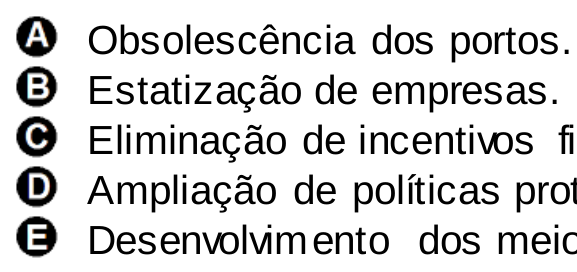 A Obsolescência dos portos.
B Estatização de empresas.
C Eliminação de incentivos
D Ampliação de políticas
E Desenvolvimento dos